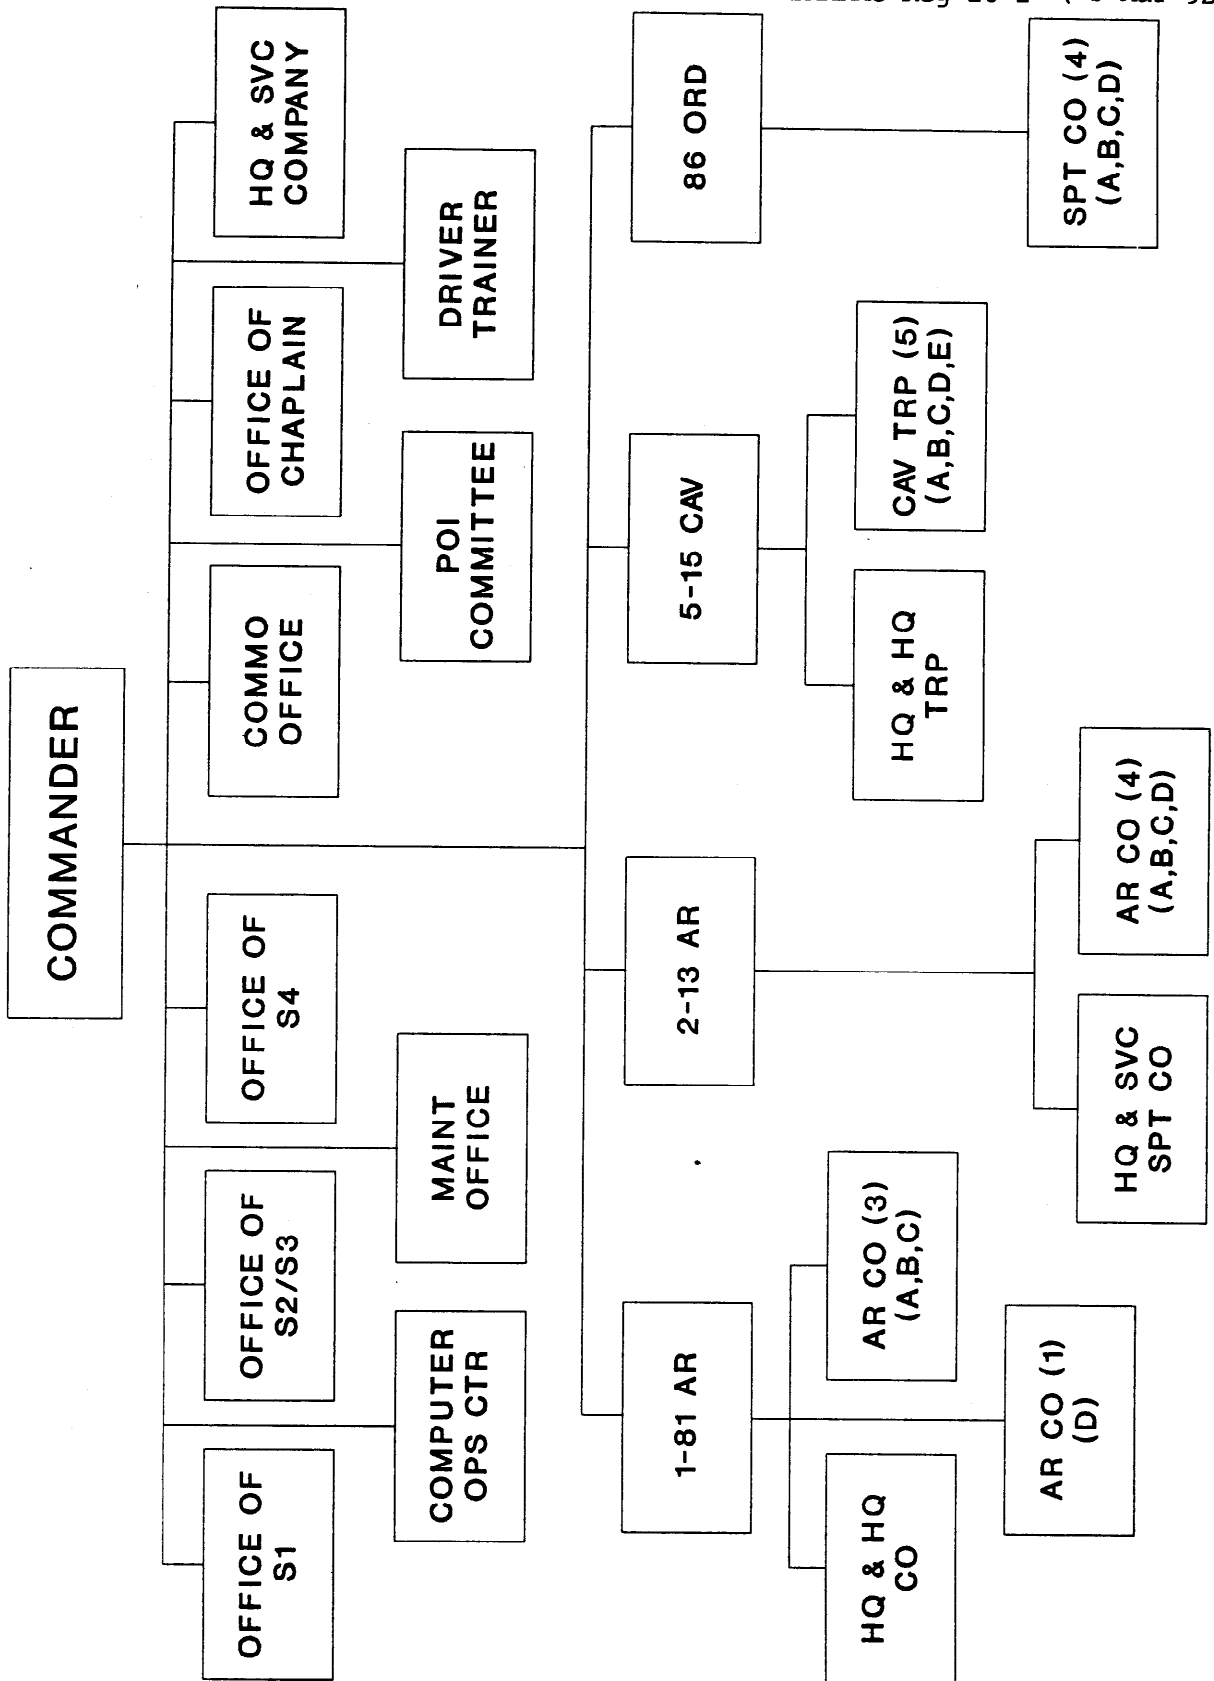 COMMANDER
OFFICE OF
S1
OFFICE OF
S2/S3
OFFICE OF
S4
COMMO
OFFICE
OFFICE OF
CHAPLAIN
HQ & SVC
COMPANY
COMPUTER
OPS CTR
MAINT
OFFICE
POI
COMMITTEE
DRIVER
TRAINER
1-81 AR
2-13 AR
5-15 CAV
86 ORD
HQ & HQ
CO
AR CO (3)
(A,B,C)
AR CO (1)
(D)
HQ & SVC
SPT CO
AR CO (4)
(A,B,C,D)
HQ & HQ
TRP
CAV TRP (5)
(A,B,C,D,E)
SPT CO (4)
(A,B,C,D)